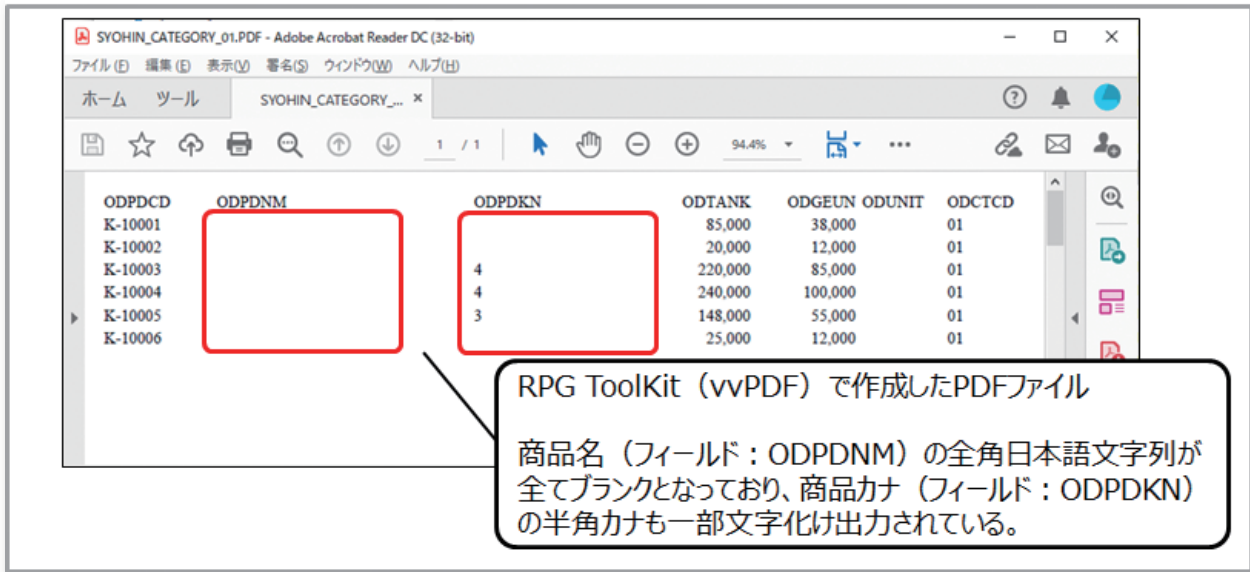 SYOHIN_CATEGORY_01.PDF - Adobe Acrobat Reader DC (32-bit)
ファイル(F) 編集(E) 表示(V) 署名(S) ウィンドウ(W) ヘルプ(H)
ホーム ツール SYOHIN_CATEGORY_... ×
1 / 1 94.4%
ODPDCD ODPDNM ODPDKN ODTANK ODGEUN ODUNIT ODCTCD
K-10001 85,000 38,000 01
K-10002 20,000 12,000 01
K-10003 4 220,000 85,000 01
K-10004 4 240,000 100,000 01
K-10005 3 148,000 55,000 01
K-10006 25,000 12,000 01
RPG ToolKit(vvPDF)で作成したPDFファイル
商品名(フィールド:ODPDNM)の全角日本語文字列が
全てブランクとなっており、商品カナ(フィールド:ODPDKN)
の半角カナも一部文字化け出力されている。